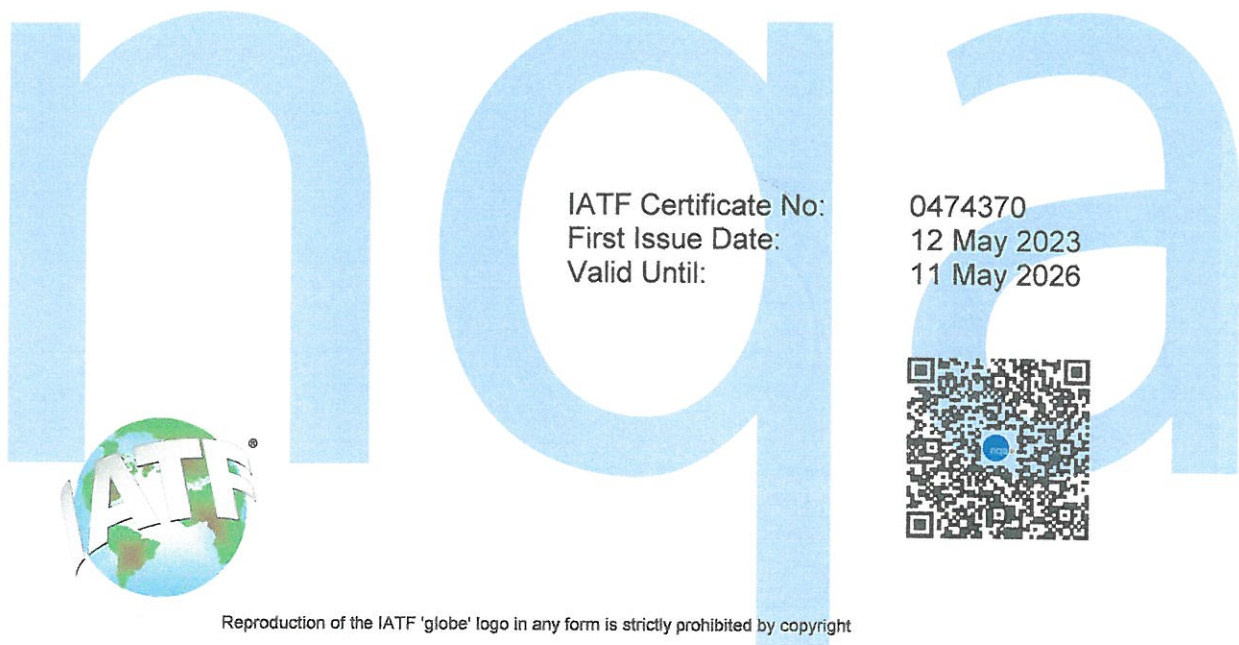 nqa
IATF Certificate No: 0474370
First Issue Date: 12 May 2023
Valid Until: 11 May 2026
nqa
IATF®
Reproduction of the IATF 'globe' logo in any form is strictly prohibited by copyright